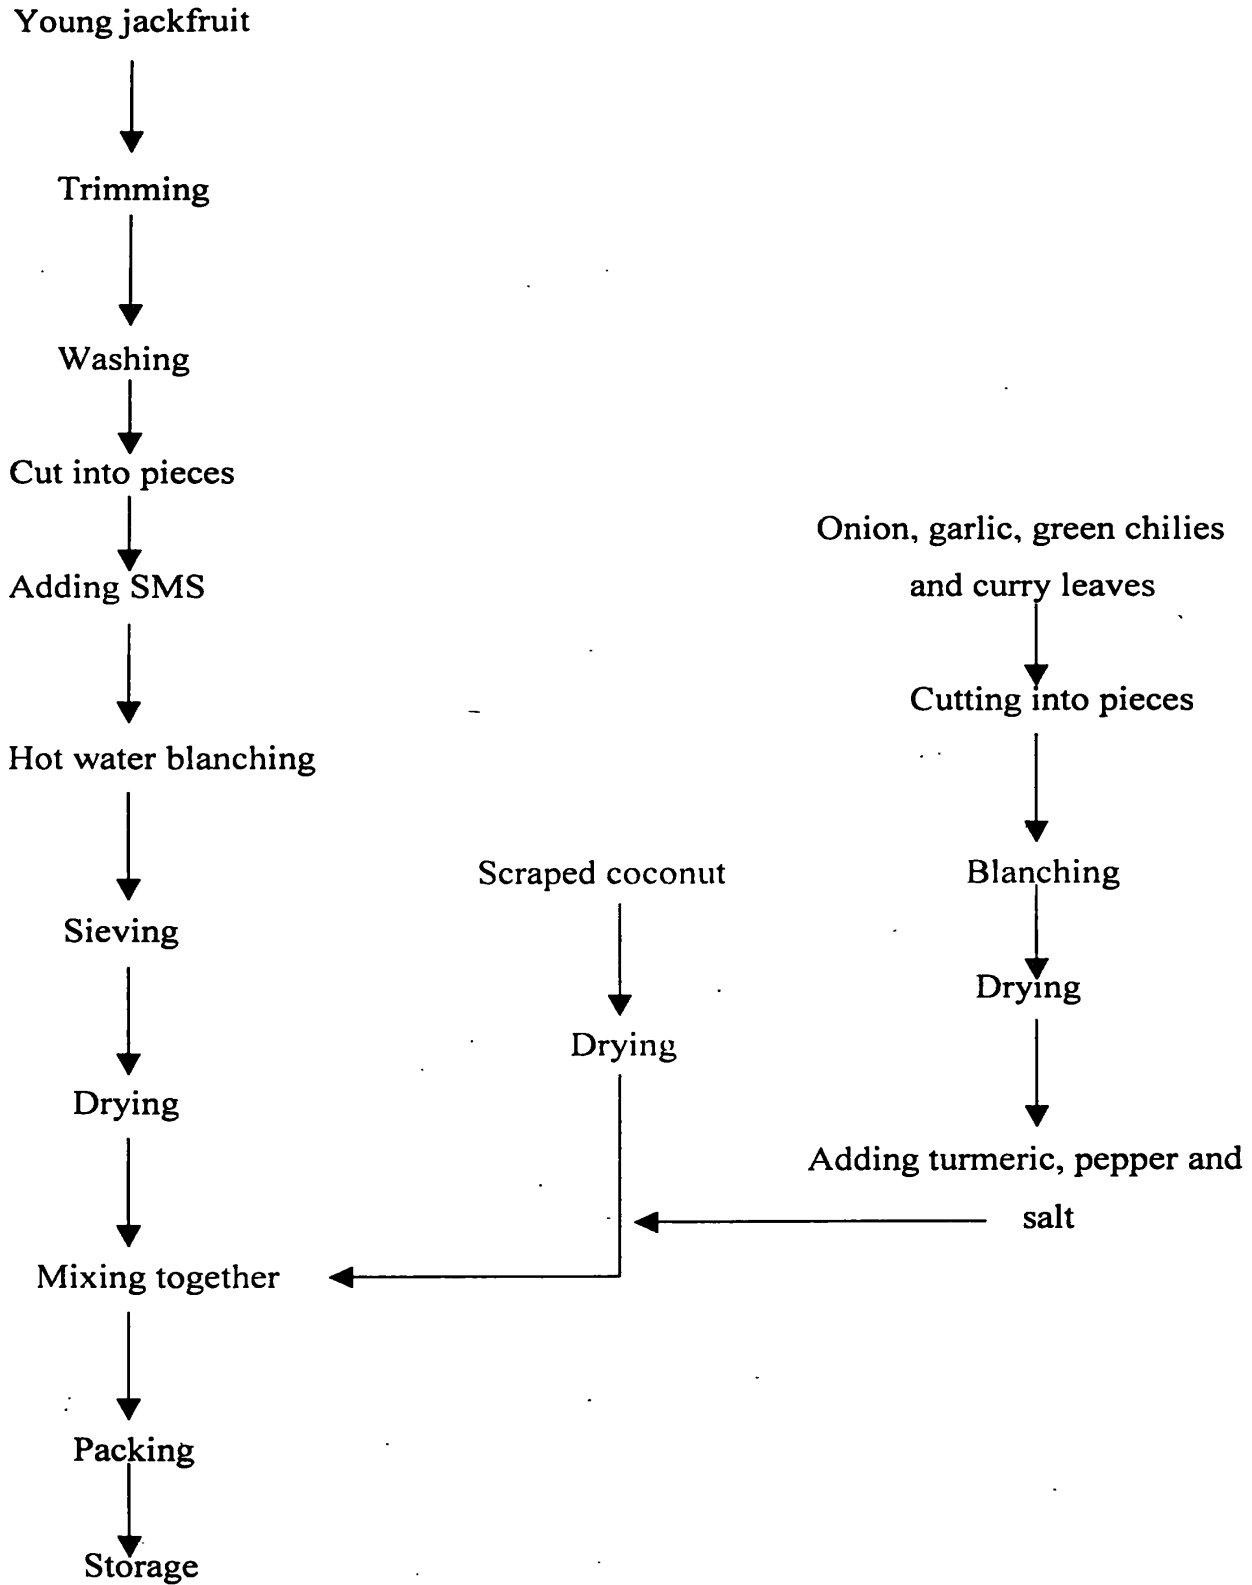 Young jackfruit
Trimming
Washing
Cut into pieces
Adding SMS
Hot water blanching
Sieving
Drying
Mixing together
Packing
Storage
Scraped coconut
Drying
Onion, garlic, green chilies
and curry leaves
Cutting into pieces
Blanching
Drying
Adding turmeric, pepper and
salt